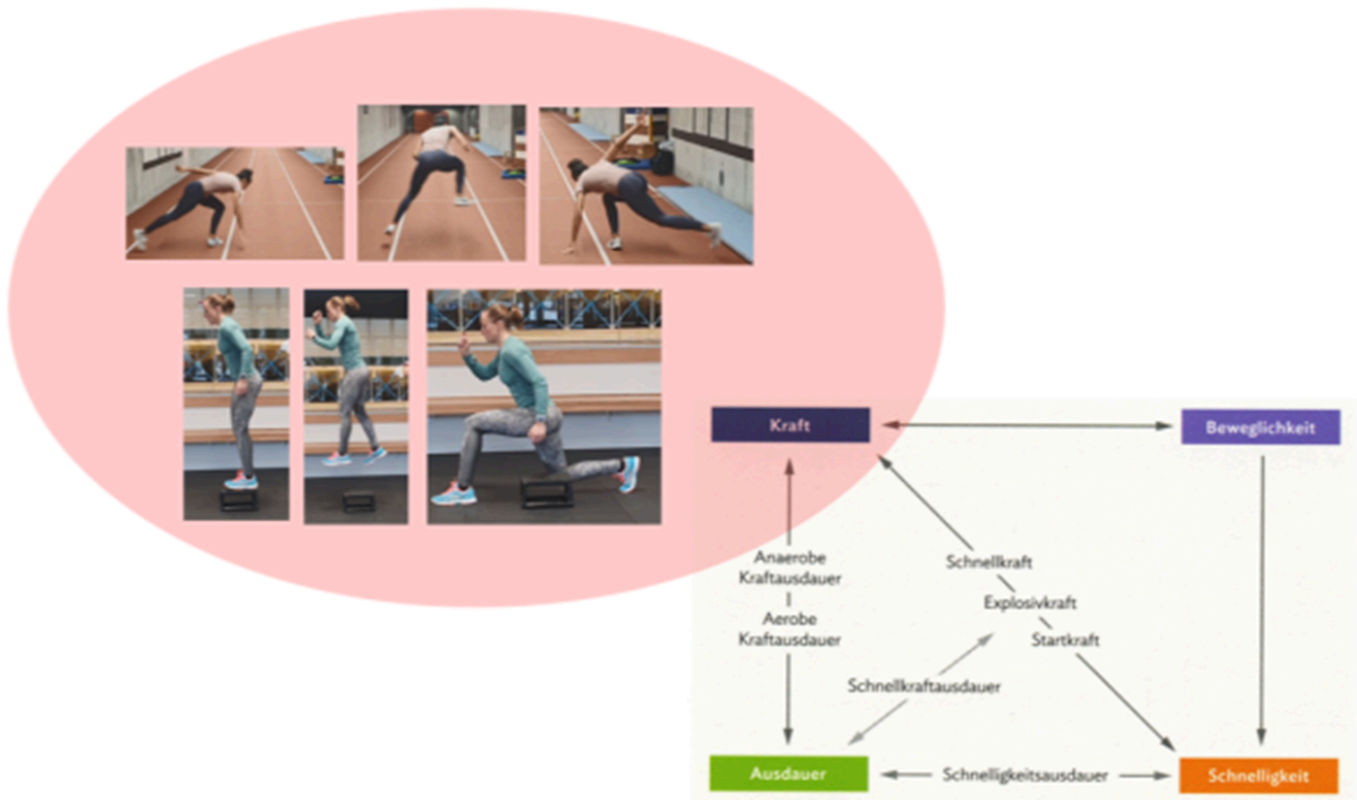 Kraft
Beweglichkeit
Anaerobe
Kraftausdauer
Aerobe
Kraftausdauer
Schnellkraft
Explosivkraft
Startkraft
Schnellkraftausdauer
Ausdauer
Schnelligkeitsausdauer
Schnelligkeit